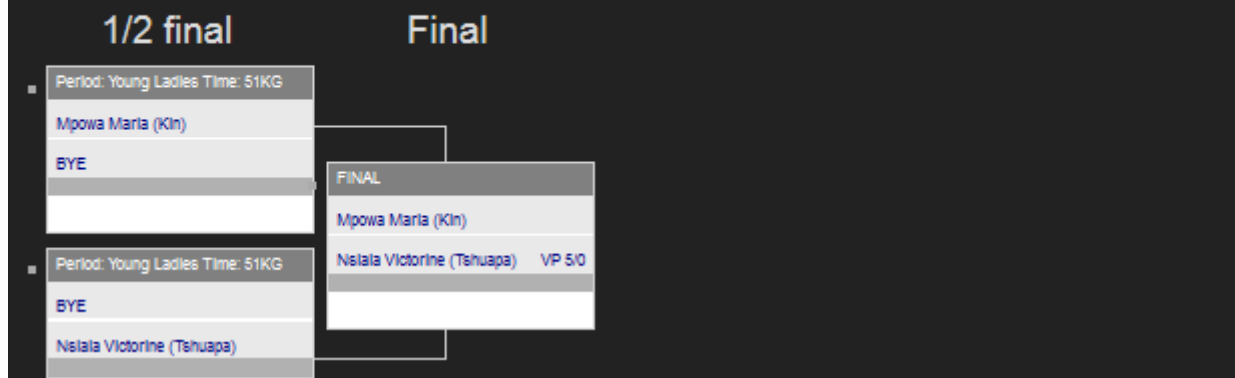 1/2 final
Final
Period: Young Ladies Time: 51KG
Mpowa Maria (Kin)
BYE
FINAL
Mpowa Maria (Kin)
Nsiala Victorine (Tshuapa) VP 5/0
Period: Young Ladies Time: 51KG
BYE
Nsiala Victorine (Tshuapa)